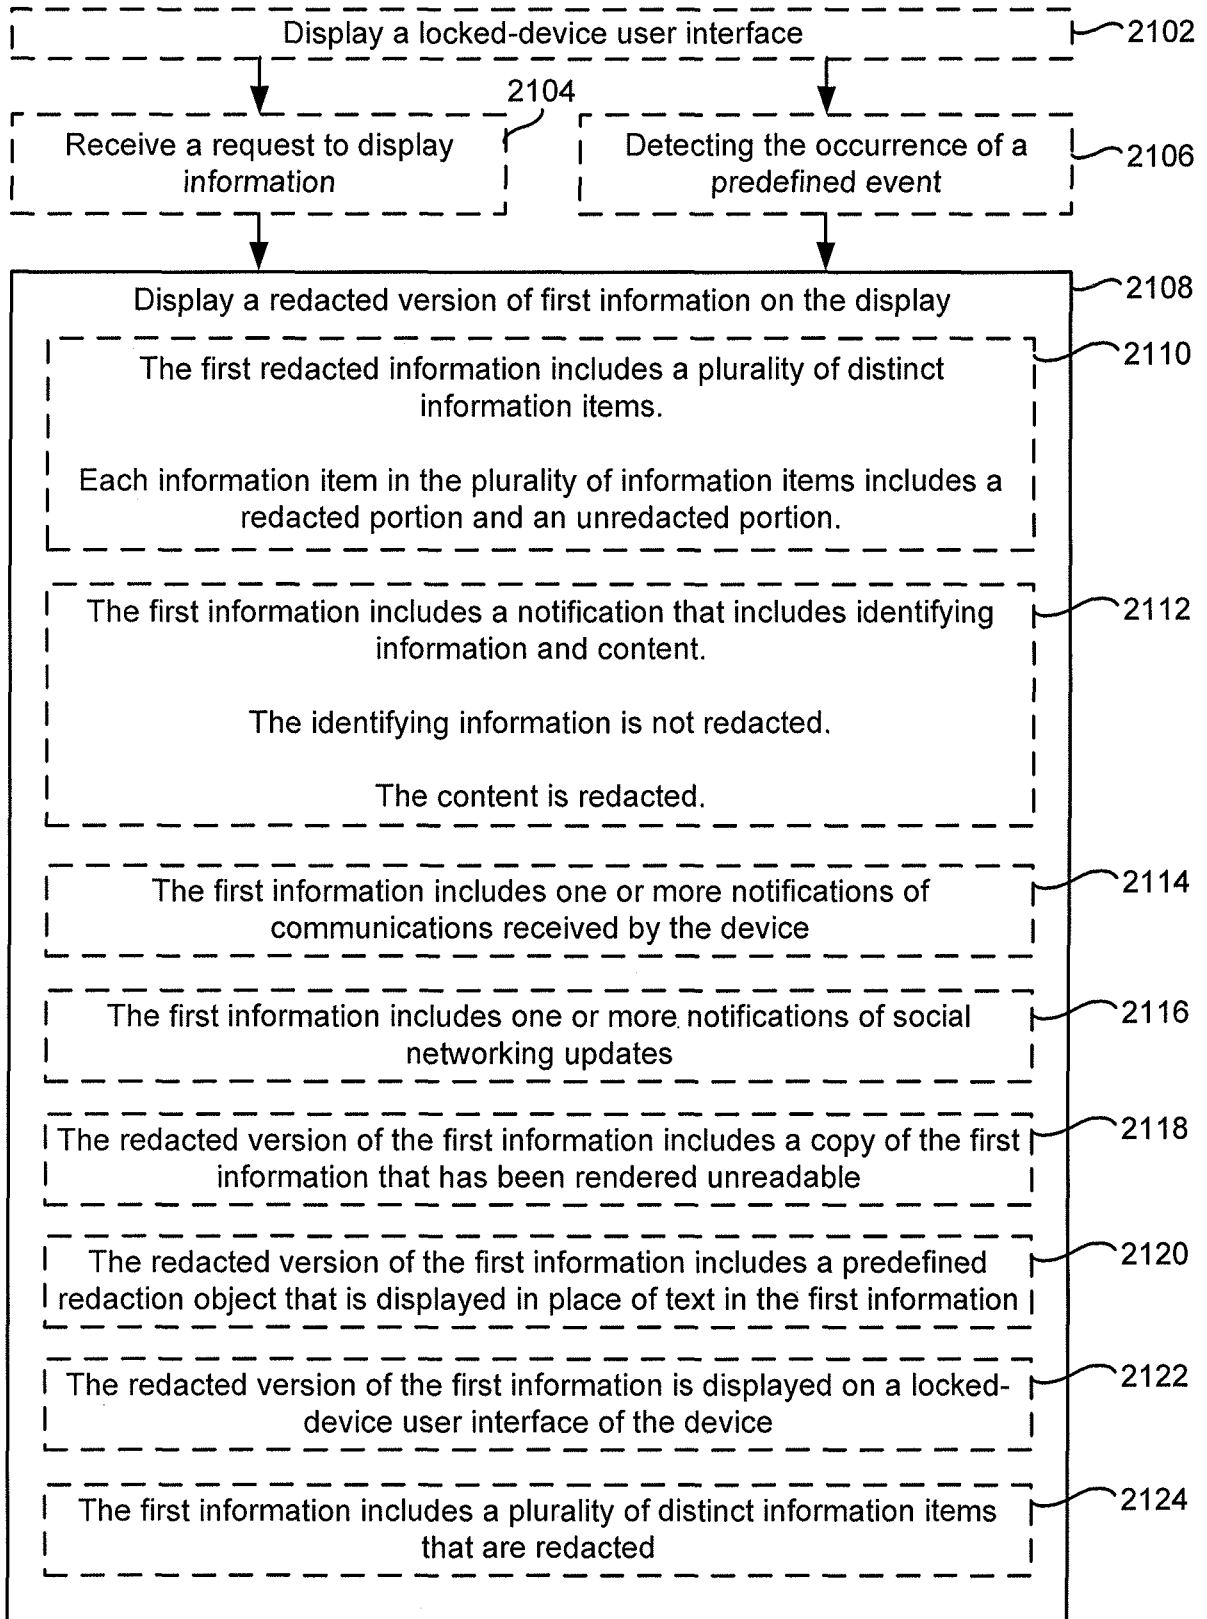 Display a locked-device user interface
2102
2104
Receive a request to display
information
Detecting the occurrence of a
predefined event
2106
Display a redacted version of first information on the display
2108
The first redacted information includes a plurality of distinct
information items.
2110
Each information item in the plurality of information items includes a
redacted portion and an unredacted portion.
The first information includes a notification that includes identifying
information and content.
2112
The identifying information is not redacted.
The content is redacted.
The first information includes one or more notifications of
communications received by the device
2114
The first information includes one or more notifications of social
networking updates
2116
The redacted version of the first information includes a copy of the first
information that has been rendered unreadable
2118
The redacted version of the first information includes a predefined
redaction object that is displayed in place of text in the first information
2120
The redacted version of the first information is displayed on a locked-
device user interface of the device
2122
The first information includes a plurality of distinct information items
that are redacted
2124